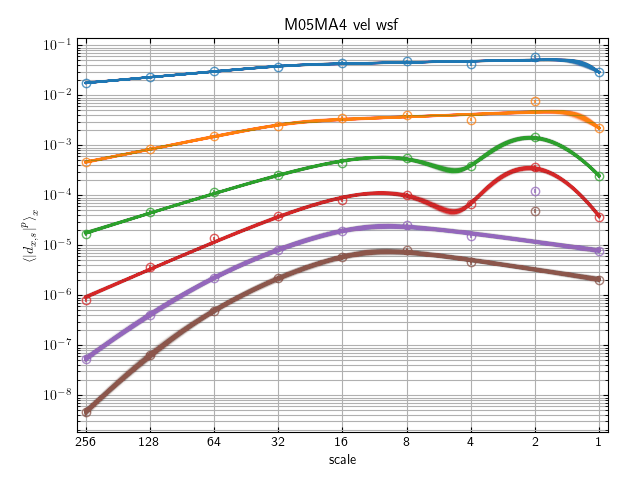 M05MA4 vel wsf
10⁻¹
10⁻²
10⁻³
10⁻⁴
10⁻⁵
10⁻⁶
10⁻⁷
10⁻⁸
⟨|d_{x,s}|^p⟩_x
256 128 64 32 16 8 4 2 1
scale